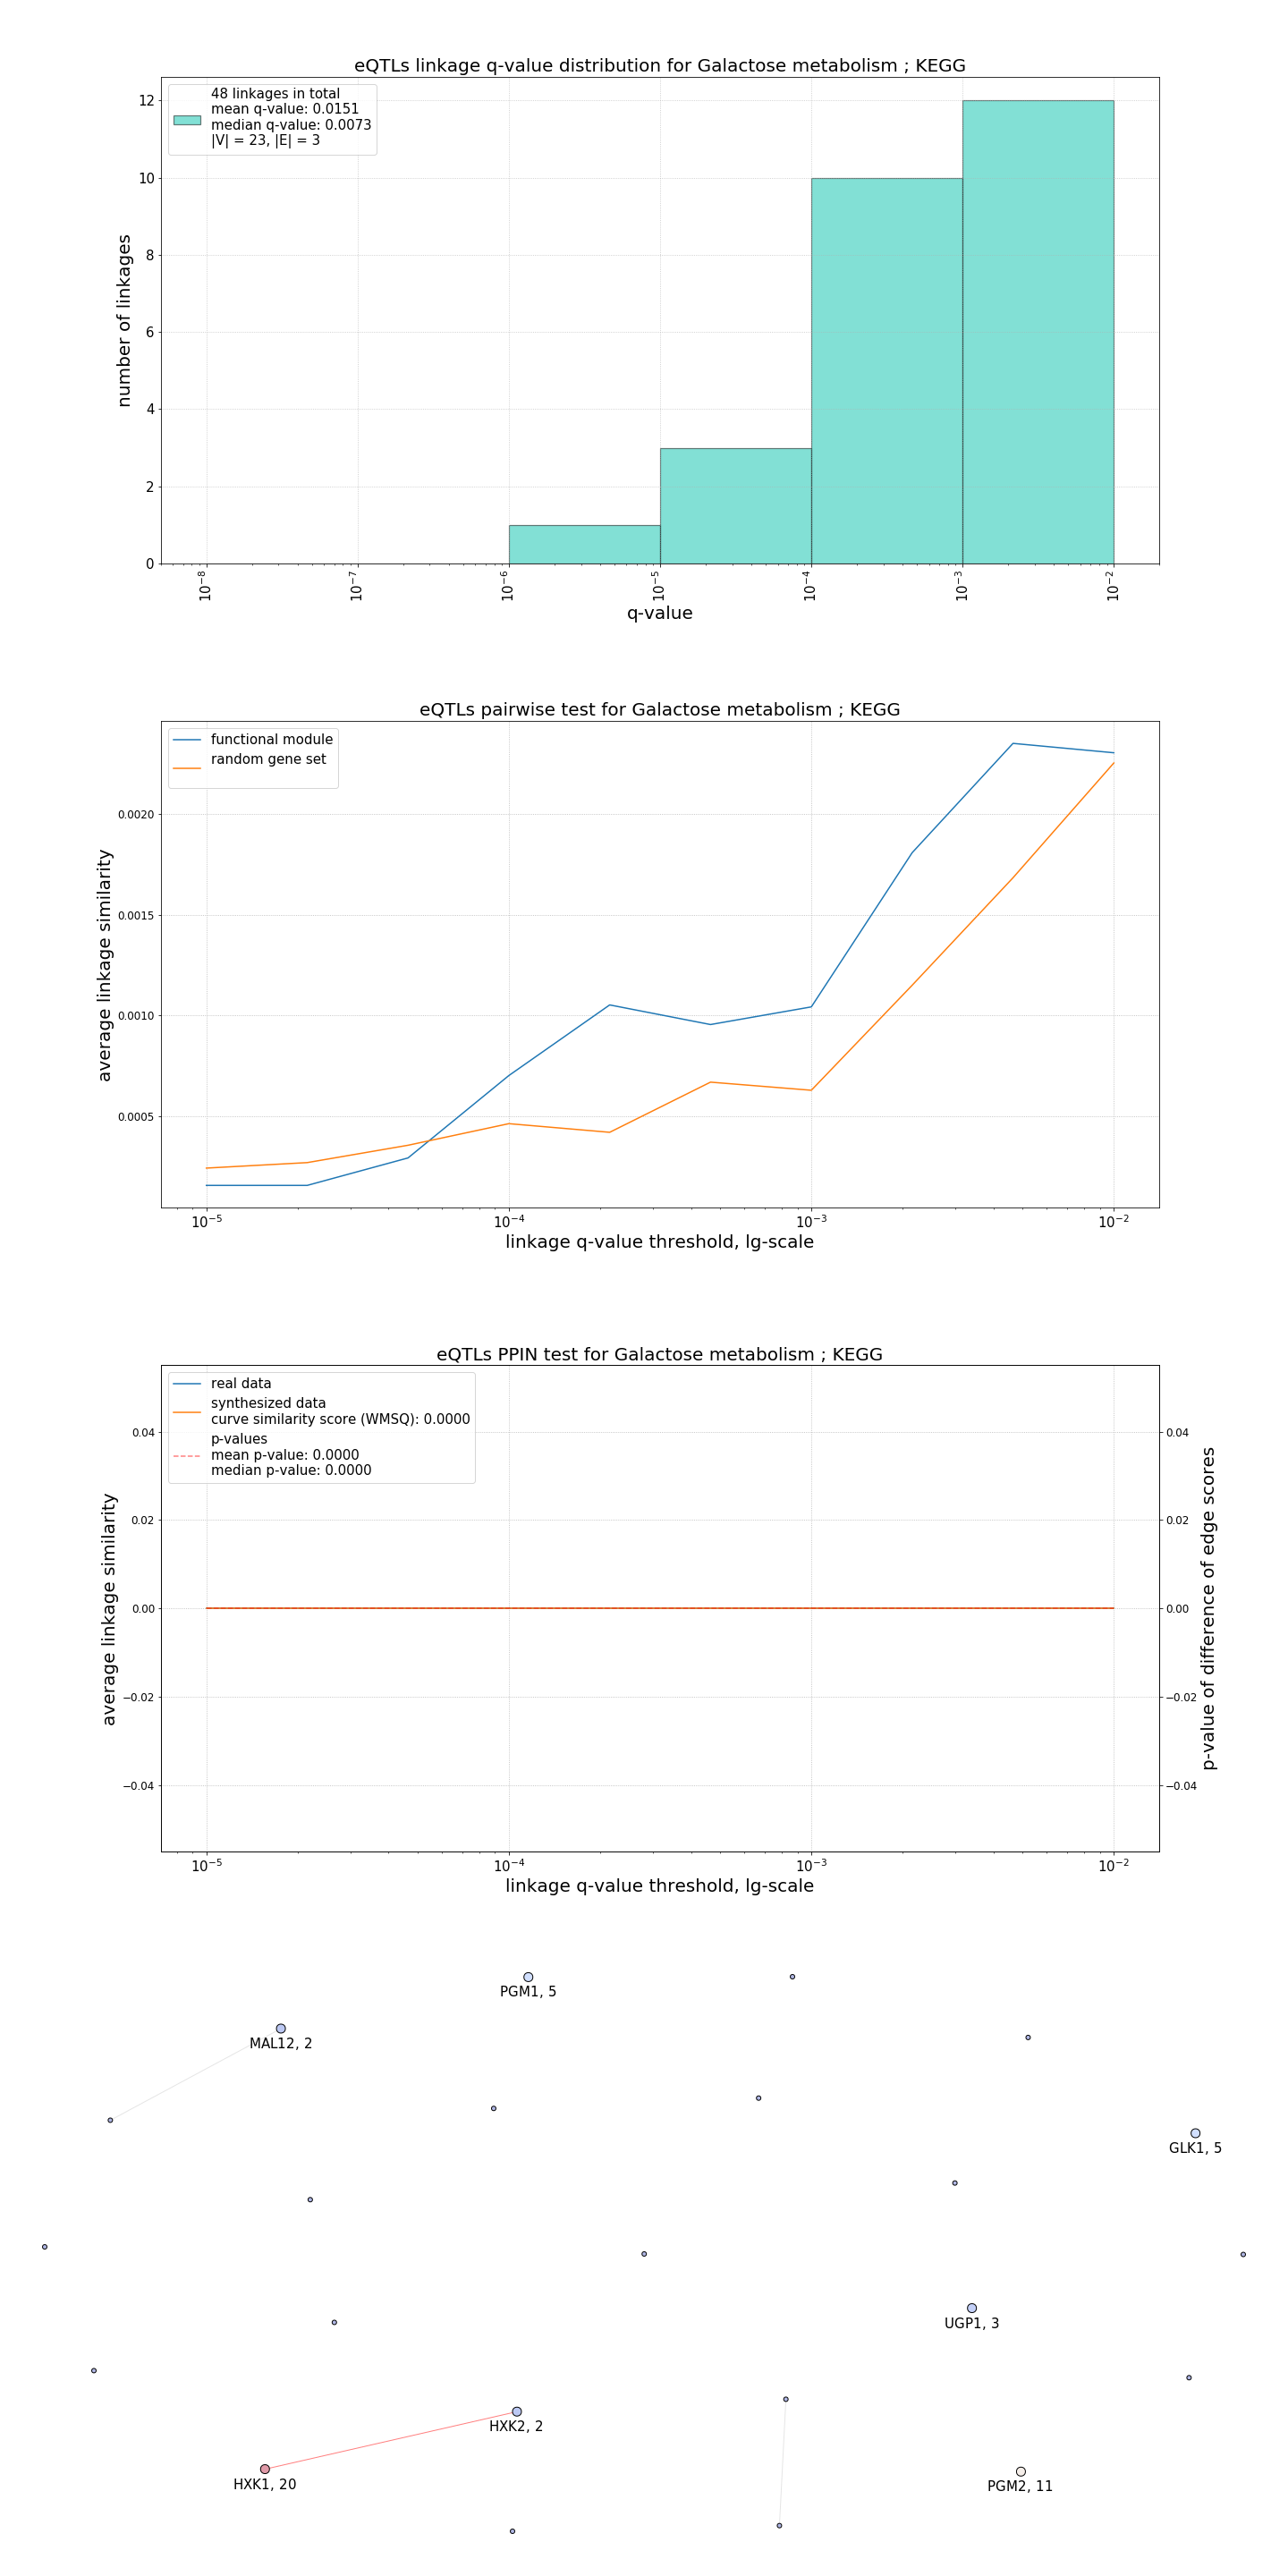 eQTLs linkage q-value distribution for Galactose metabolism ; KEGG
48 linkages in total
mean q-value: 0.0151
median q-value: 0.0073
|V| = 23, |E| = 3
number of linkages
12
10
8
6
4
2
0
10⁻⁸ 10⁻⁷ 10⁻⁶ 10⁻⁵ 10⁻⁴ 10⁻³ 10⁻²
q-value
eQTLs pairwise test for Galactose metabolism ; KEGG
functional module
random gene set
average linkage similarity
0.0020
0.0015
0.0010
0.0005
10⁻⁵ 10⁻⁴ 10⁻³ 10⁻²
linkage q-value threshold, lg-scale
eQTLs PPIN test for Galactose metabolism ; KEGG
real data
synthesized data
curve similarity score (WMSQ): 0.0000
p-values
mean p-value: 0.0000
median p-value: 0.0000
average linkage similarity
0.04
0.02
0.00
−0.02
−0.04
0.04
0.02
0.00
−0.02
−0.04
p-value of difference of edge scores
10⁻⁵ 10⁻⁴ 10⁻³ 10⁻²
linkage q-value threshold, lg-scale
PGM1, 5
MAL12, 2
GLK1, 5
UGP1, 3
HXK2, 2
HXK1, 20
PGM2, 11